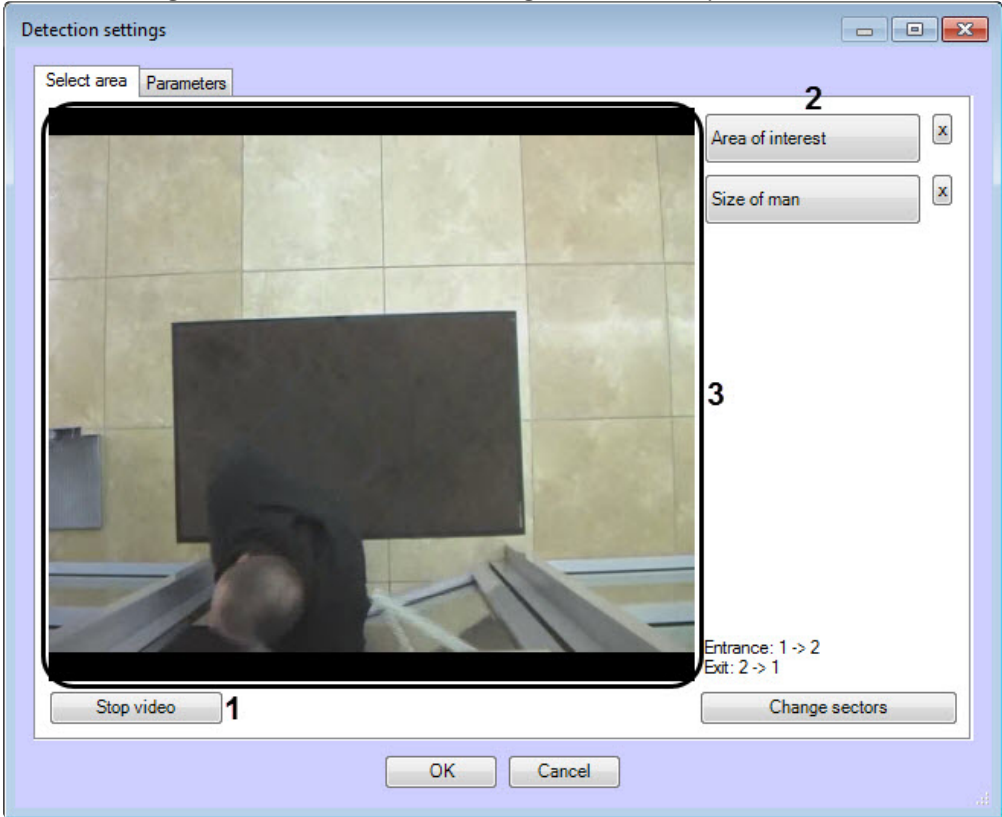 Detection settings
Select area
Parameters
2
Area of interest
x
Size of man
x
3
Entrance: 1 -> 2
Exit: 2 -> 1
Stop video
1
Change sectors
OK
Cancel